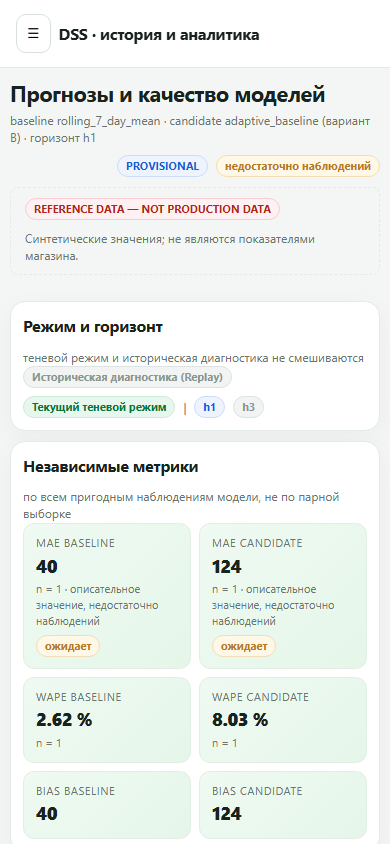 ☰ DSS · история и аналитика
Прогнозы и качество моделей
baseline rolling_7_day_mean · candidate adaptive_baseline (вариант
B) · горизонт h1
PROVISIONAL недостаточно наблюдений
REFERENCE DATA — NOT PRODUCTION DATA
Синтетические значения; не являются показателями
магазина.
Режим и горизонт
теневой режим и историческая диагностика не смешиваются
Историческая диагностика (Replay)
Текущий теневой режим | h1 h3
Независимые метрики
по всем пригодным наблюдениям модели, не по парной
выборке
MAE BASELINE
40
n = 1 · описательное
значение, недостаточно
наблюдений
ожидает
MAE CANDIDATE
124
n = 1 · описательное
значение, недостаточно
наблюдений
ожидает
WAPE BASELINE
2.62 %
n = 1
WAPE CANDIDATE
8.03 %
n = 1
BIAS BASELINE
40
BIAS CANDIDATE
124